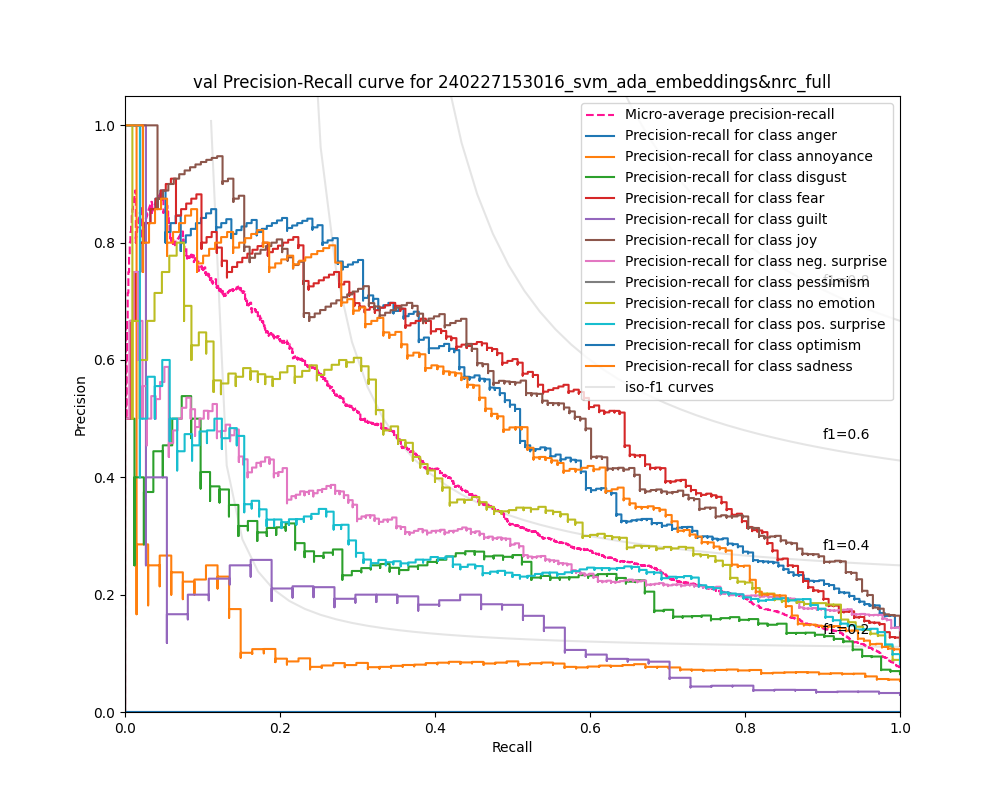 val Precision-Recall curve for 240227153016_svm_ada_embeddings&nrc_full
Precision
1.0
0.8
0.6
0.4
0.2
0.0
Micro-average precision-recall
Precision-recall for class anger
Precision-recall for class annoyance
Precision-recall for class disgust
Precision-recall for class fear
Precision-recall for class guilt
Precision-recall for class joy
Precision-recall for class neg. surprise
Precision-recall for class pessimism
Precision-recall for class no emotion
Precision-recall for class pos. surprise
Precision-recall for class optimism
Precision-recall for class sadness
iso-f1 curves
f1=0.8
f1=0.6
f1=0.4
f1=0.2
0.0 0.2 0.4 0.6 0.8 1.0
Recall